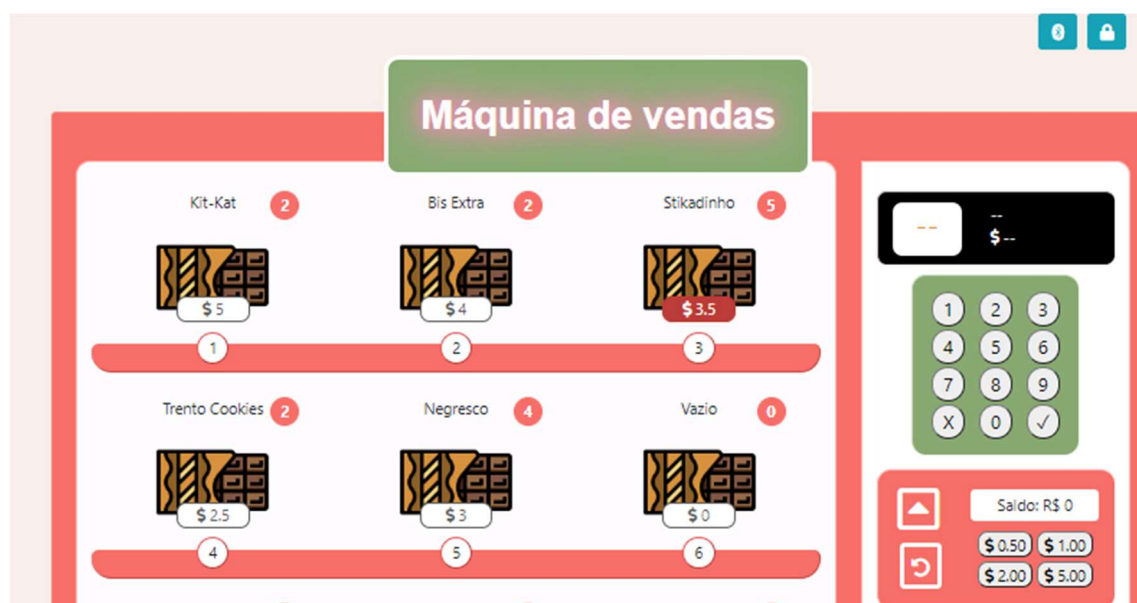 Máquina de vendas
Kit-Kat 2
Bis Extra 2
Stikadinho 5
$ 5
$ 4
$ 3.5
1
2
3
Trento Cookies 2
Negresco 4
Vazio 0
$ 2.5
$ 3
$ 0
4
5
6
--
--
$ --
1 2 3
4 5 6
7 8 9
X 0 ✓
Saldo: R$ 0
$ 0.50 $ 1.00
$ 2.00 $ 5.00